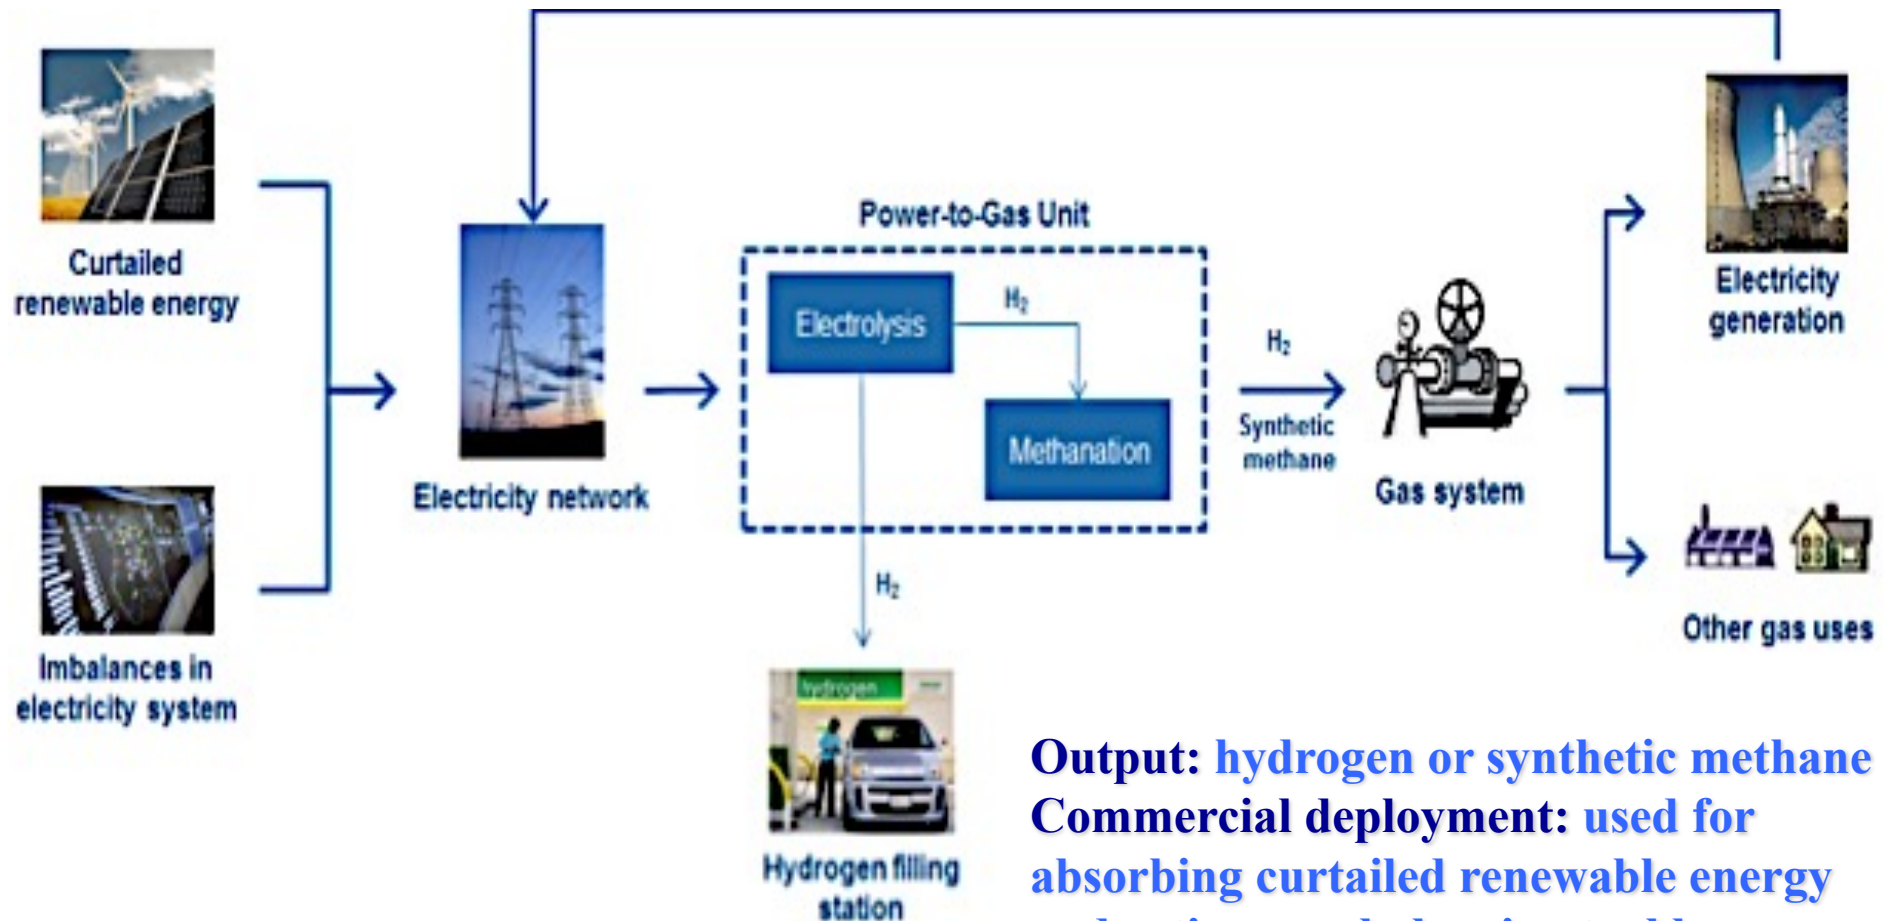 Curtailed
renewable energy
Imbalances in
electricity system
Electricity network
Power-to-Gas Unit
Electrolysis
H₂
Methanation
H₂
hydrogen
Hydrogen filling
station
H₂
Synthetic
methane
Gas system
Electricity
generation
Other gas uses
Output: hydrogen or synthetic methane
Commercial deployment: used for
absorbing curtailed renewable energy